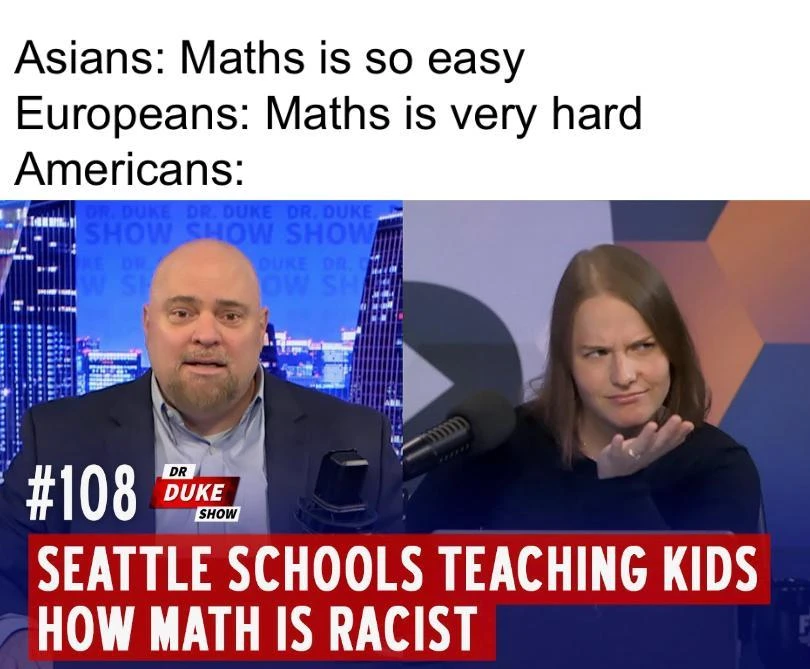 Asians: Maths is so easy
Europeans: Maths is very hard
Americans:
DR. DUKE DR. DUKE DR. DUKE
SHOW SHOW SHOW
#108
DR
DUKE
SHOW
SEATTLE SCHOOLS TEACHING KIDS
HOW MATH IS RACIST